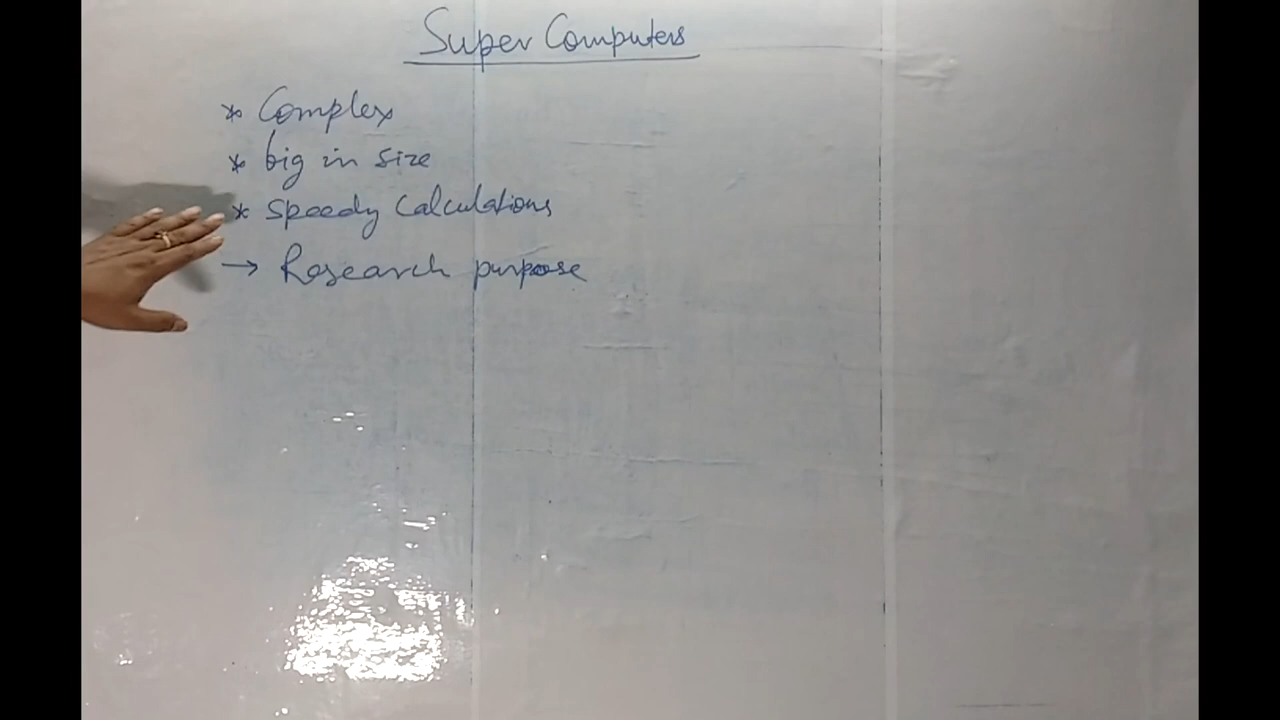 Super Computers
* Complex
* big in size
* Speedy Calculations
→ Research purpose